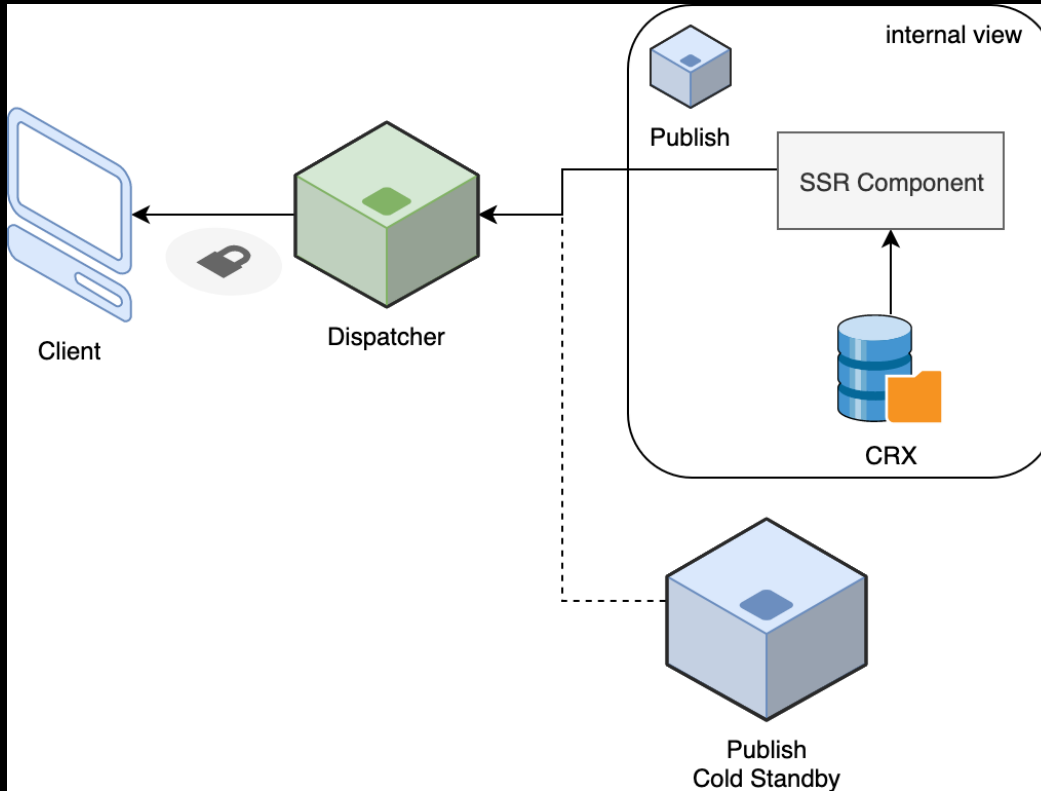 internal view
Publish
SSR Component
Client
Dispatcher
CRX
Publish
Cold Standby